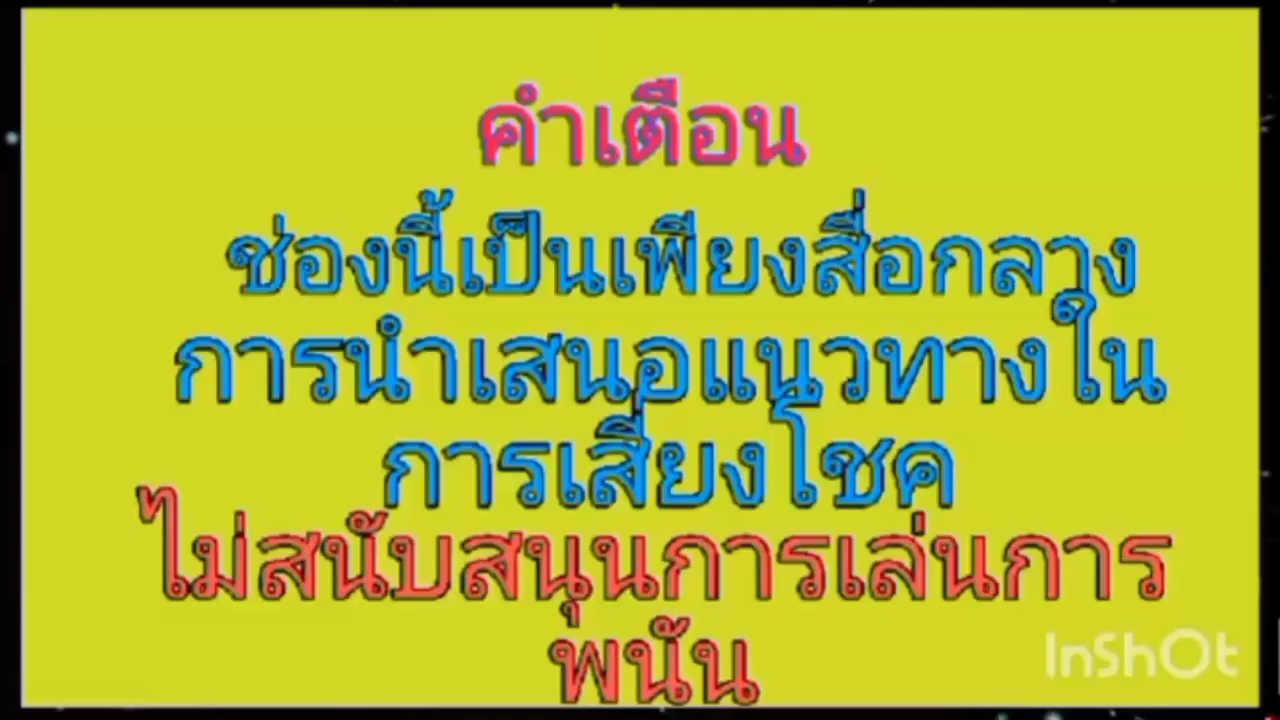 คำเตือน
ช่องนี้เป็นเพียงสื่อกลาง
การนำเสนอแนวทางใน
การเสี่ยงโชค
ไม่สนับสนุนการเล่นการ
พนัน
InShOt